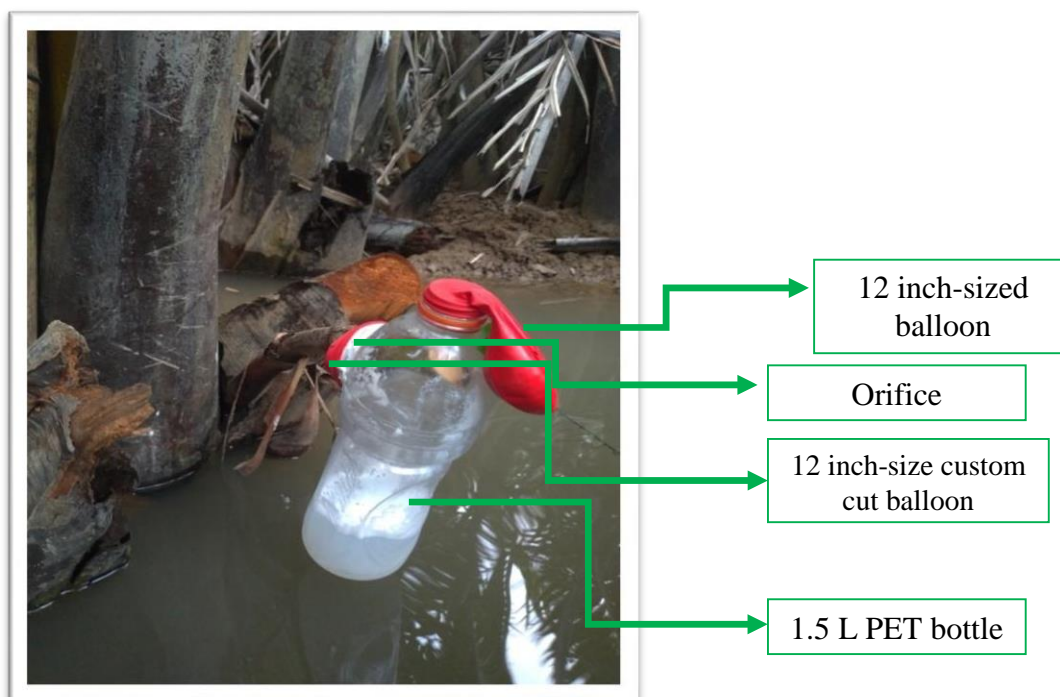 12 inch-sized
balloon
Orifice
12 inch-size custom
cut balloon
1.5 L PET bottle